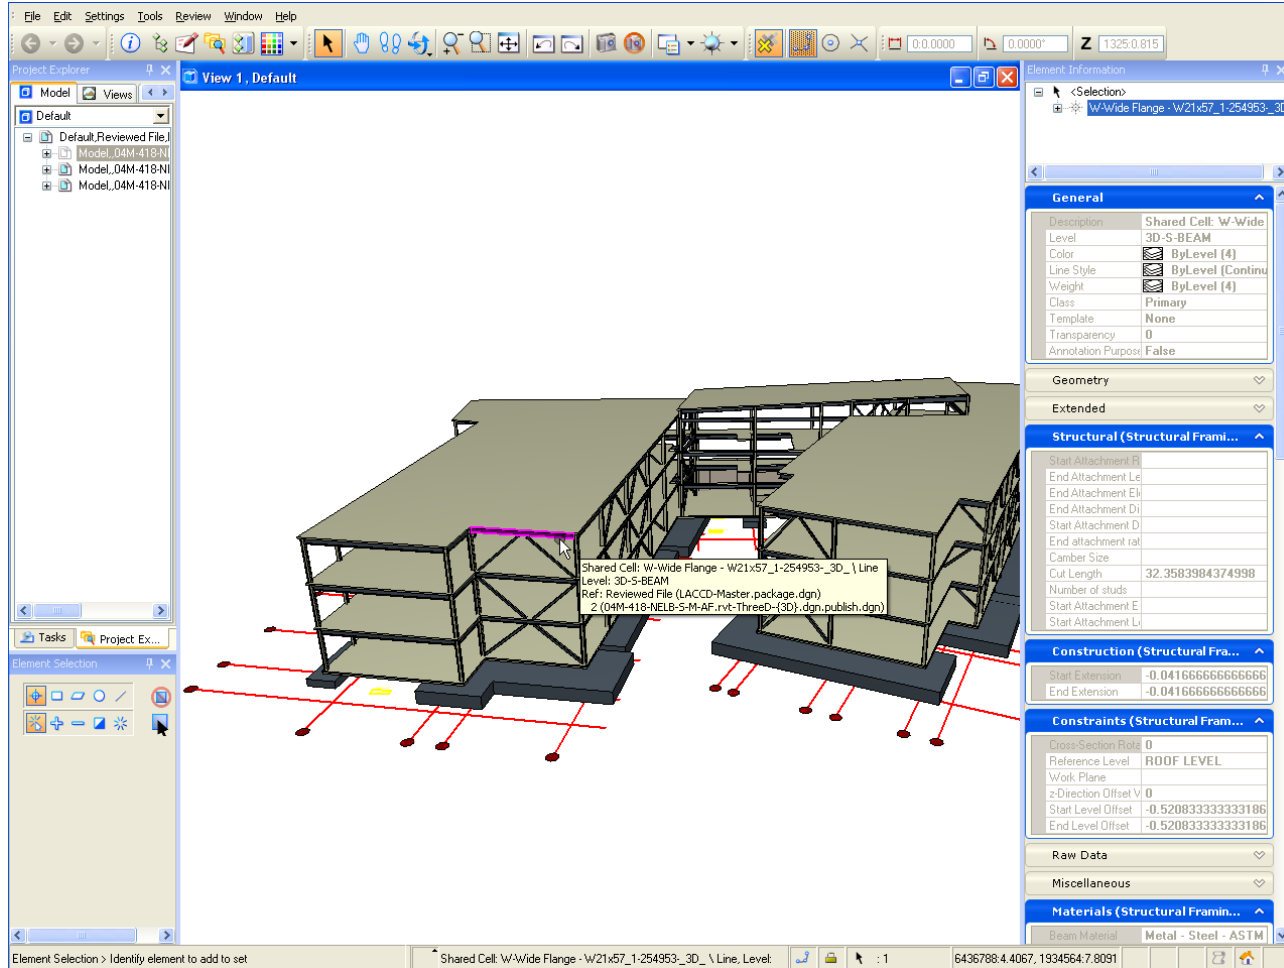 File Edit Settings Tools Review Window Help
0:0.0000 0.0000° Z 1325:0.815
Project Explorer
Model Views
Default
Default,Reviewed File,I
Model,,04M-418-NI
Model,,04M-418-NI
Model,,04M-418-NI
Tasks Project Ex...
Element Selection
View 1, Default
Shared Cell: W-Wide Flange - W21x57_1-254953-_3D_ \ Line
Level: 3D-S-BEAM
Ref: Reviewed File (LACCD-Master.package.dgn)
2 (04M-418-NELB-S-M-AF.rvt-ThreeD-{3D}.dgn.publish.dgn)
Element Information
<Selection>
W-Wide Flange - W21x57_1-254953-_3D
General
Description Shared Cell: W-Wide
Level 3D-S-BEAM
Color ByLevel (4)
Line Style ByLevel (Continu
Weight ByLevel (4)
Class Primary
Template None
Transparency 0
Annotation Purpose False
Geometry
Extended
Structural (Structural Frami...
Start Attachment R
End Attachment Le
End Attachment Ele
End Attachment Di
Start Attachment D
End attachment rat
Camber Size
Cut Length 32.3583984374998
Number of studs
Start Attachment E
Start Attachment L
Construction (Structural Fra...
Start Extension -0.041666666666666
End Extension -0.041666666666666
Constraints (Structural Fram...
Cross-Section Rota 0
Reference Level ROOF LEVEL
Work Plane
z-Direction Offset V 0
Start Level Offset -0.520833333333186
End Level Offset -0.520833333333186
Raw Data
Miscellaneous
Materials (Structural Framin...
Beam Material Metal - Steel - ASTM
Element Selection > Identify element to add to set
Shared Cell: W-Wide Flange - W21x57_1-254953-_3D_ \ Line, Level:
: 1
6436788:4.4067, 1934564:7.8091